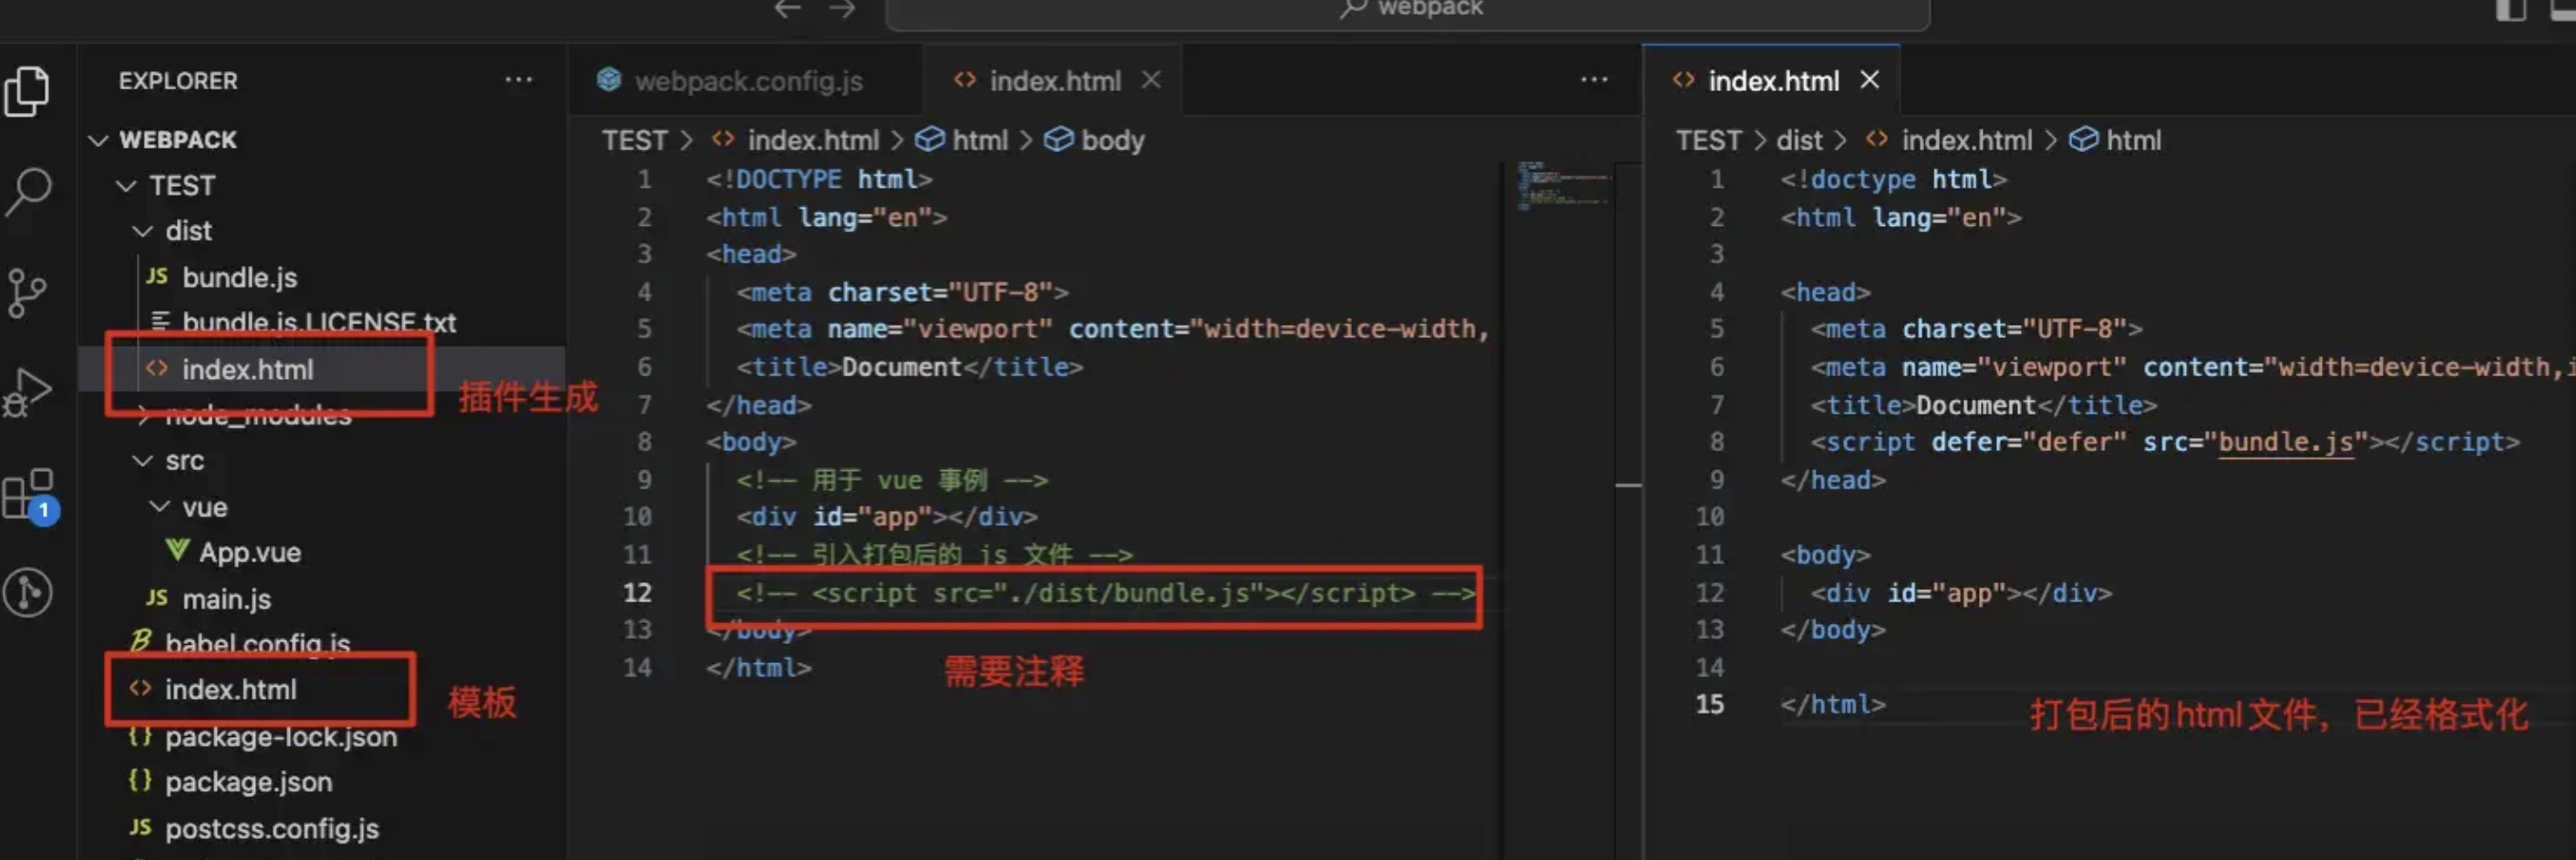 webpack
EXPLORER
WEBPACK
TEST
dist
JS bundle.js
bundle.js.LICENSE.txt
<> index.html
插件生成
node_modules
src
vue
App.vue
JS main.js
babel.config.js
<> index.html
模板
{} package-lock.json
{} package.json
JS postcss.config.js
1
webpack.config.js
<> index.html
TEST > <> index.html > html > body
1 <!DOCTYPE html>
2 <html lang="en">
3 <head>
4 <meta charset="UTF-8">
5 <meta name="viewport" content="width=device-width,
6 <title>Document</title>
7 </head>
8 <body>
9 <!-- 用于 vue 事例 -->
10 <div id="app"></div>
11 <!-- 引入打包后的 js 文件 -->
12 <!-- <script src="./dist/bundle.js"></script> -->
13 </body>
14 </html>
需要注释
<> index.html
TEST > dist > <> index.html > html
1 <!doctype html>
2 <html lang="en">
3
4 <head>
5 <meta charset="UTF-8">
6 <meta name="viewport" content="width=device-width,i
7 <title>Document</title>
8 <script defer="defer" src="bundle.js"></script>
9 </head>
10
11 <body>
12 <div id="app"></div>
13 </body>
14
15 </html>
打包后的html文件，已经格式化